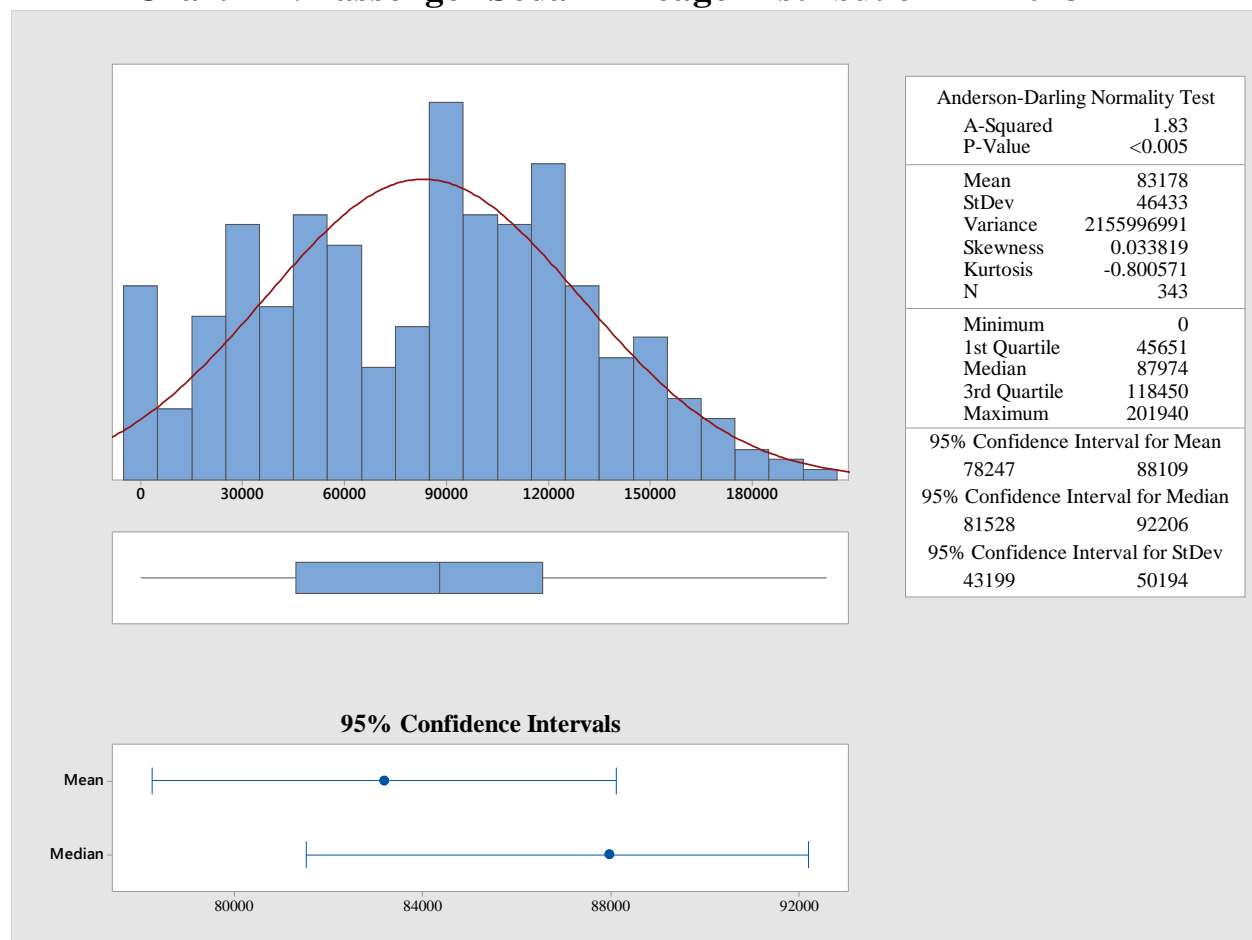 0 30000 60000 90000 120000 150000 180000
Anderson-Darling Normality Test
A-Squared 1.83
P-Value <0.005
Mean 83178
StDev 46433
Variance 2155996991
Skewness 0.033819
Kurtosis -0.800571
N 343
Minimum 0
1st Quartile 45651
Median 87974
3rd Quartile 118450
Maximum 201940
95% Confidence Interval for Mean
78247 88109
95% Confidence Interval for Median
81528 92206
95% Confidence Interval for StDev
43199 50194
95% Confidence Intervals
Mean
Median
80000 84000 88000 92000